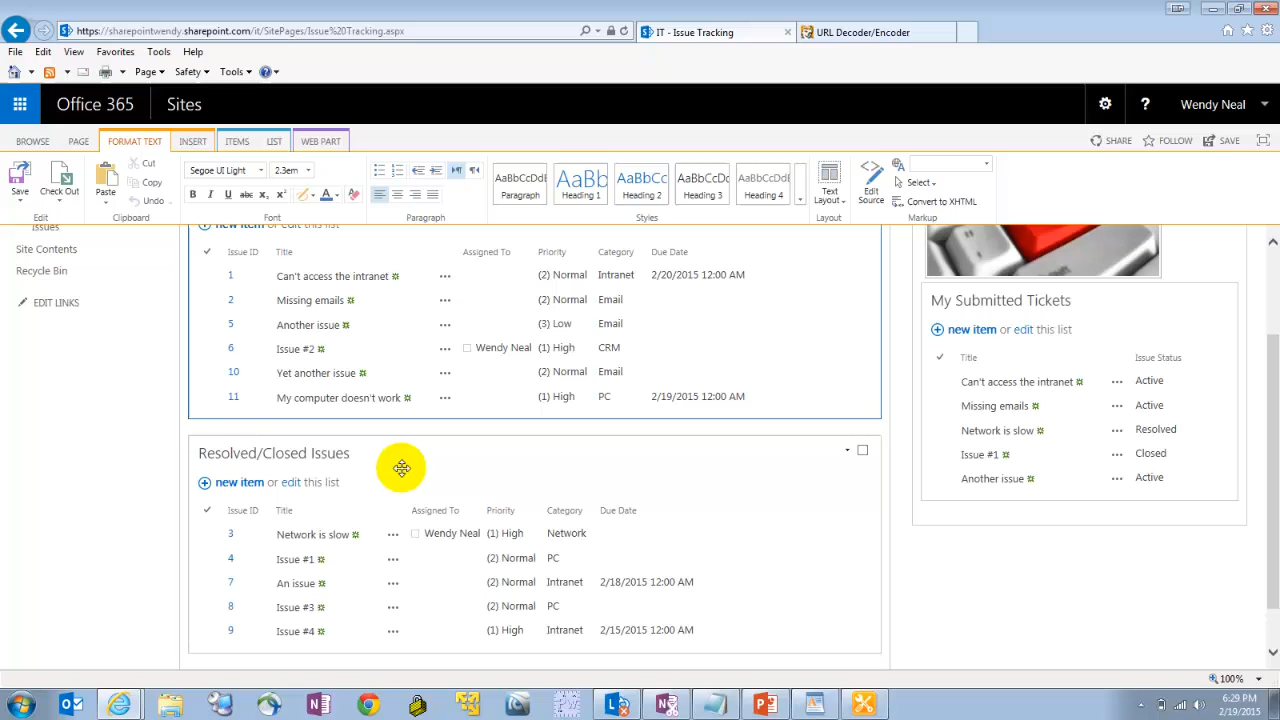 https://sharepointwendy.sharepoint.com/it/SitePages/Issue%20Tracking.aspx
IT - Issue Tracking
URL Decoder/Encoder
File Edit View Favorites Tools Help
Page Safety Tools
Office 365 Sites
Wendy Neal
BROWSE PAGE FORMAT TEXT INSERT ITEMS LIST WEB PART
SHARE FOLLOW SAVE
Save Check Out Paste Cut Copy Undo
Segoe UI Light 2.3em
B I U abc x₂ x²
AaBbCcDdE AaBb AaBbCc AaBbCcDd AaBbCcDd
Paragraph Heading 1 Heading 2 Heading 3 Heading 4
Text Layout Edit Source Select Convert to XHTML
Edit Clipboard Font Paragraph Styles Layout Markup
Issues
Site Contents
Recycle Bin
EDIT LINKS
new item or edit this list
Issue ID Title Assigned To Priority Category Due Date
1 Can't access the intranet ... (2) Normal Intranet 2/20/2015 12:00 AM
2 Missing emails ... (2) Normal Email
5 Another issue ... (3) Low Email
6 Issue #2 ... Wendy Neal (1) High CRM
10 Yet another issue ... (2) Normal Email
11 My computer doesn't work ... (1) High PC 2/19/2015 12:00 AM
Resolved/Closed Issues
new item or edit this list
Issue ID Title Assigned To Priority Category Due Date
3 Network is slow ... Wendy Neal (1) High Network
4 Issue #1 ... (2) Normal PC
7 An issue ... (2) Normal Intranet 2/18/2015 12:00 AM
8 Issue #3 ... (2) Normal PC
9 Issue #4 ... (1) High Intranet 2/15/2015 12:00 AM
My Submitted Tickets
new item or edit this list
Title Issue Status
Can't access the intranet ... Active
Missing emails ... Active
Network is slow ... Resolved
Issue #1 ... Closed
Another issue ... Active
100%
6:29 PM
2/19/2015